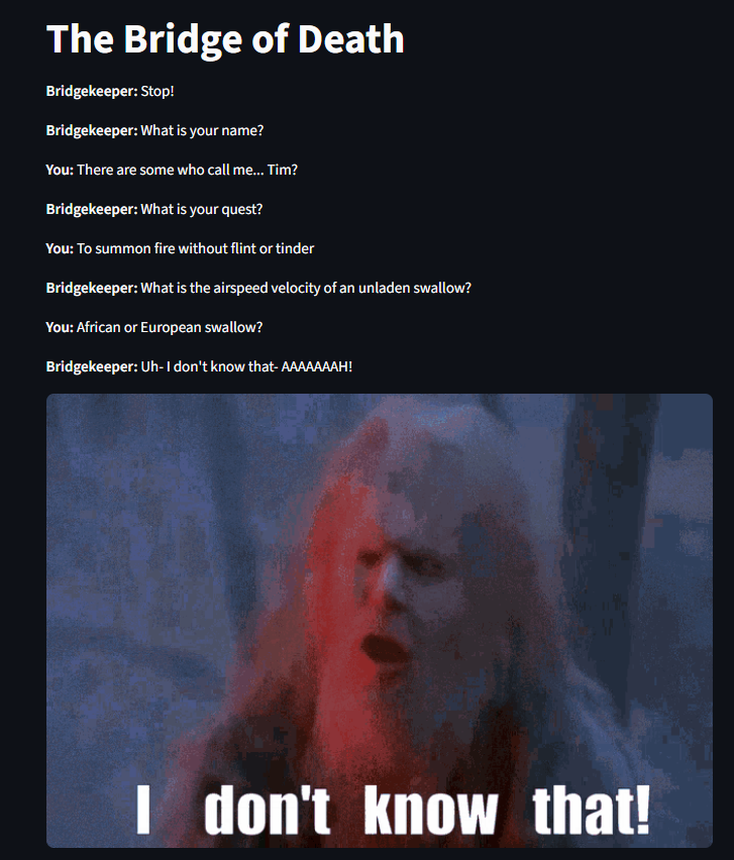 The Bridge of Death
Bridgekeeper: Stop!
Bridgekeeper: What is your name?
You: There are some who call me... Tim?
Bridgekeeper: What is your quest?
You: To summon fire without flint or tinder
Bridgekeeper: What is the airspeed velocity of an unladen swallow?
You: African or European swallow?
Bridgekeeper: Uh- I don't know that- AAAAAAAH!
I don't know that!